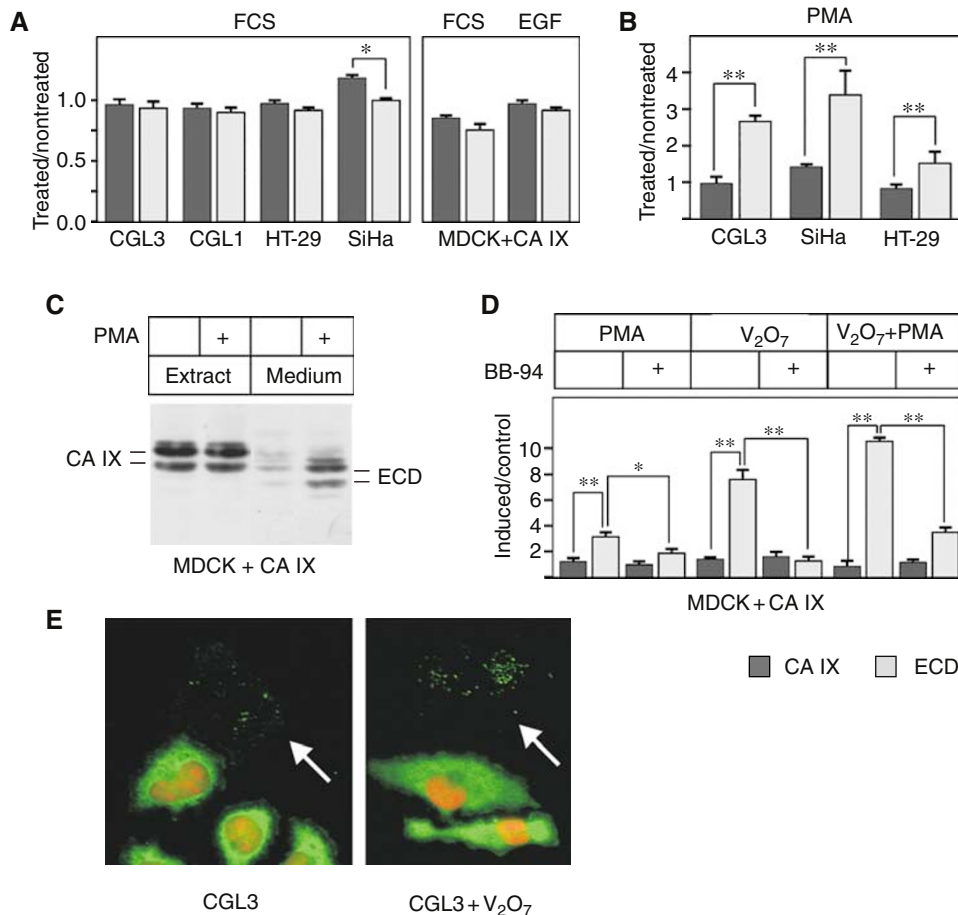 A
FCS
FCS EGF
Treated/nontreated
1.0
0.5
0.0
*
CGL3 CGL1 HT-29 SiHa MDCK+CA IX
B
PMA
Treated/nontreated
4
3
2
1
** ** **
CGL3 SiHa HT-29
C
PMA + +
Extract Medium
CA IX
ECD
MDCK + CA IX
D
PMA V2O7 V2O7+PMA
BB-94 + + +
Induced/control
10
8
6
4
2
** * ** ** ** **
MDCK + CA IX
CA IX ECD
E
CGL3 CGL3 + V2O7